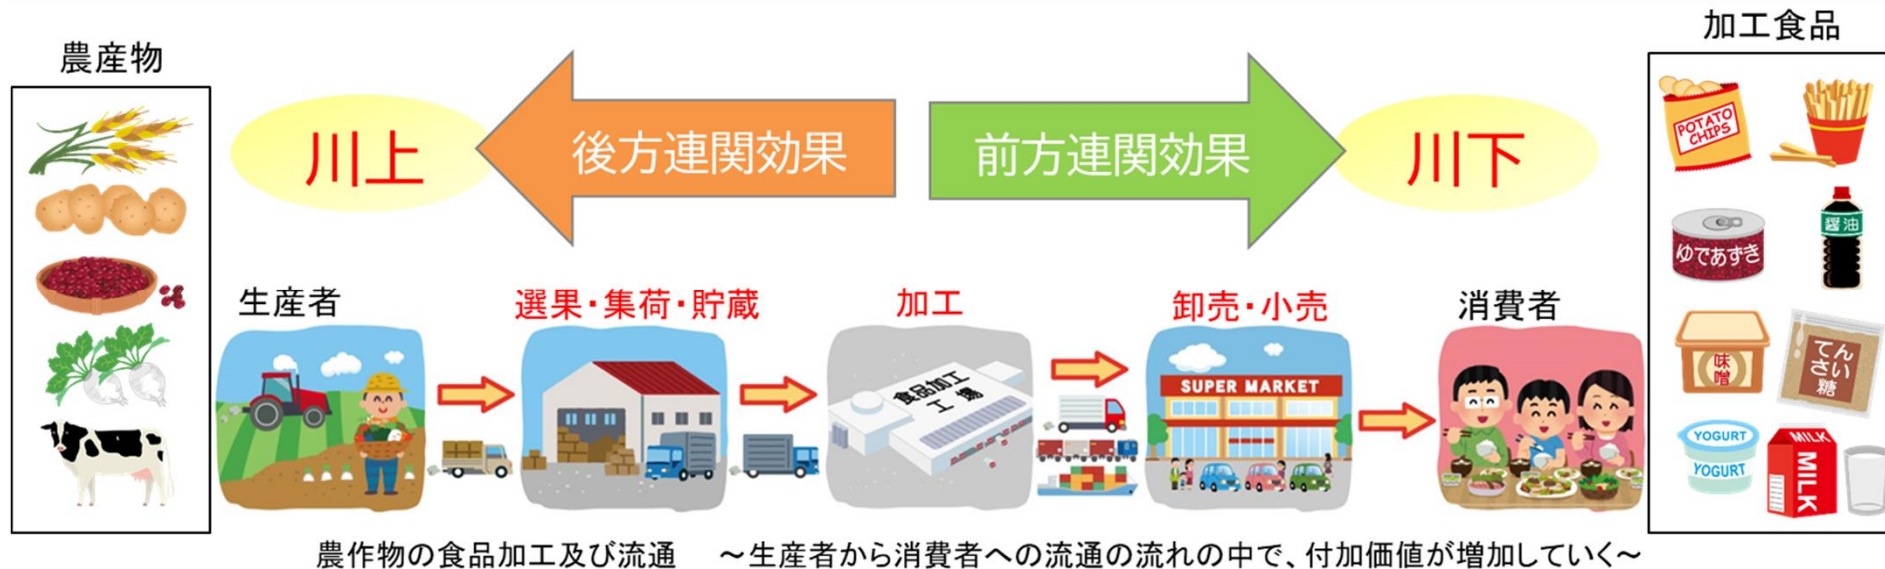 農産物
加工食品
川上
後方連関効果
前方連関効果
川下
生産者
選果・集荷・貯蔵
加工
卸売・小売
消費者
食品加工
工場
SUPER MARKET
POTATO
CHIPS
ゆであずき
醤油
味噌
てんさい糖
YOGURT
YOGURT
MILK
MILK
農作物の食品加工及び流通 ～生産者から消費者への流通の流れの中で、付加価値が増加していく～